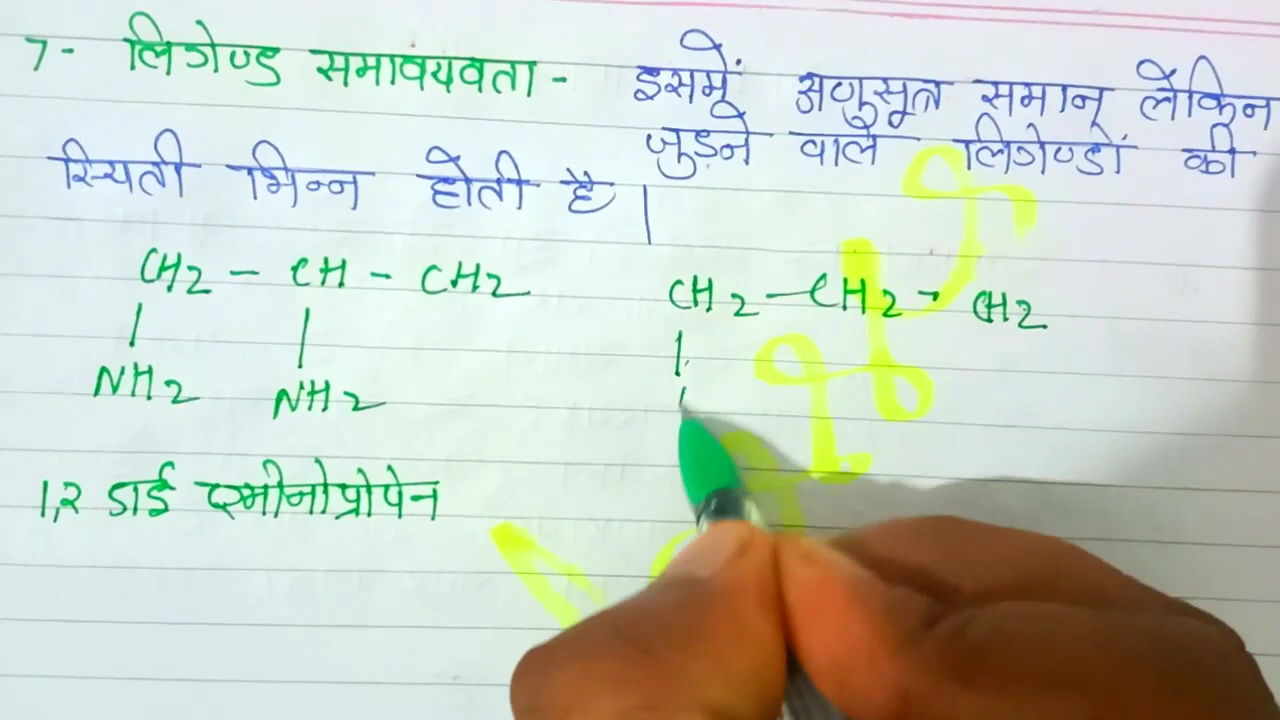 7- लिगेण्ड समावयवता - इसमें अणुसूत्र समान लेकिन
जुड़ने वाले लिगेण्डों की
स्थिती भिन्न होती है।
CH2 - CH - CH2
NH2 NH2
1,2 डाई एमीनोप्रोपेन
CH2 - CH2 - CH2